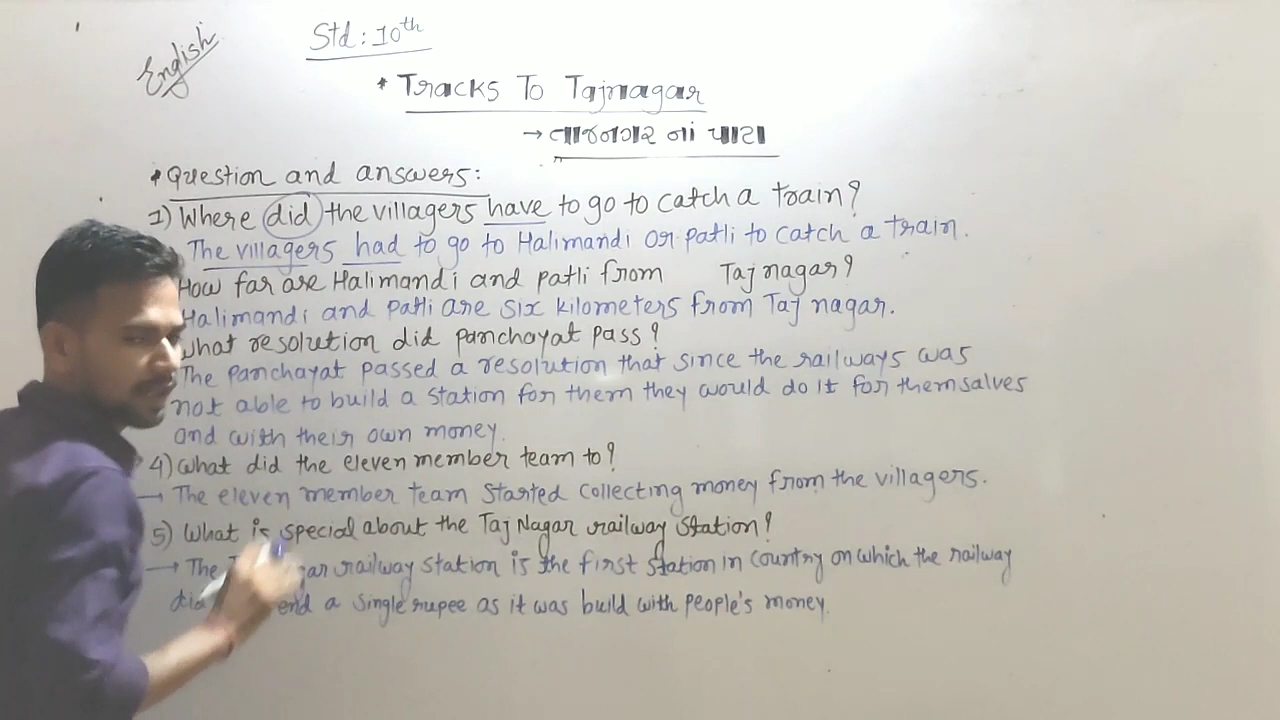 English
Std : 10th
* Tracks To Tajnagar
→ તાજનગર નાં પાટા
* Question and answers:
1) Where did the villagers have to go to catch a train?
The villagers had to go to Halimandi or patli to catch a train.
How far are Halimandi and patli from Taj nagar?
Halimandi and Patli are six kilometers from Taj nagar.
What resolution did panchayat pass?
The Panchayat passed a resolution that since the railways was
not able to build a station for them they would do it for themsalves
and with their own money.
4) What did the eleven member team to?
→ The eleven member team started collecting money from the villagers.
5) What is special about the Taj Nagar railway station?
→ The railway station is the first station in country on which the railway
a single rupee as it was build with people's money.